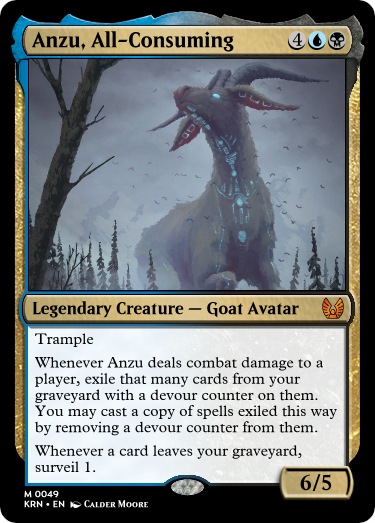 Anzu, All-Consuming 4
Legendary Creature — Goat Avatar
Trample
Whenever Anzu deals combat damage to a
player, exile that many cards from your
graveyard with a devour counter on them.
You may cast a copy of spells exiled this way
by removing a devour counter from them.
Whenever a card leaves your graveyard,
surveil 1.
6/5
M 0049
KRN • EN Calder Moore